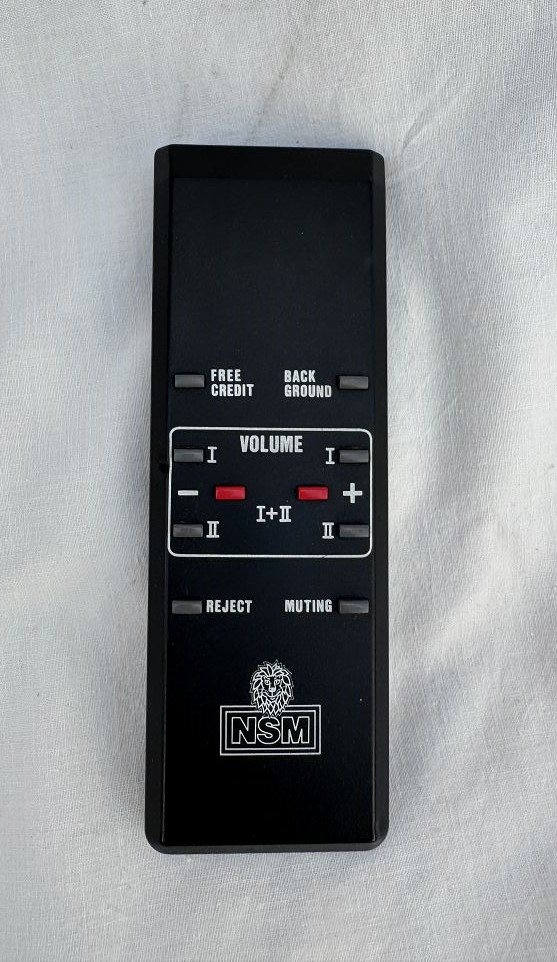 FREE CREDIT
BACK GROUND
VOLUME
I I
- +
I+II
II II
REJECT MUTING
NSM